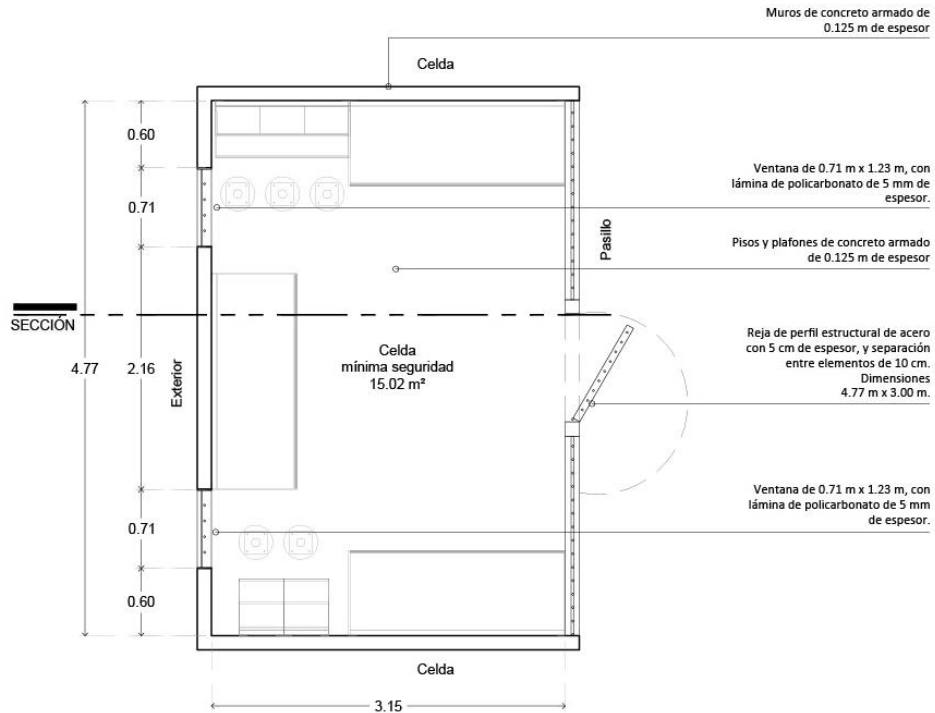 Muros de concreto armado de
0.125 m de espesor
Celda
0.60
Ventana de 0.71 m x 1.23 m, con
lámina de policarbonato de 5 mm de
espesor.
0.71
Pasillo
Pisos y plafones de concreto armado
de 0.125 m de espesor
SECCIÓN
Reja de perfil estructural de acero
con 5 cm de espesor, y separación
entre elementos de 10 cm.
Dimensiones
4.77 m x 3.00 m.
4.77
2.16
Exterior
Celda
mínima seguridad
15.02 m²
Ventana de 0.71 m x 1.23 m, con
lámina de policarbonato de 5 mm
de espesor.
0.71
0.60
Celda
3.15